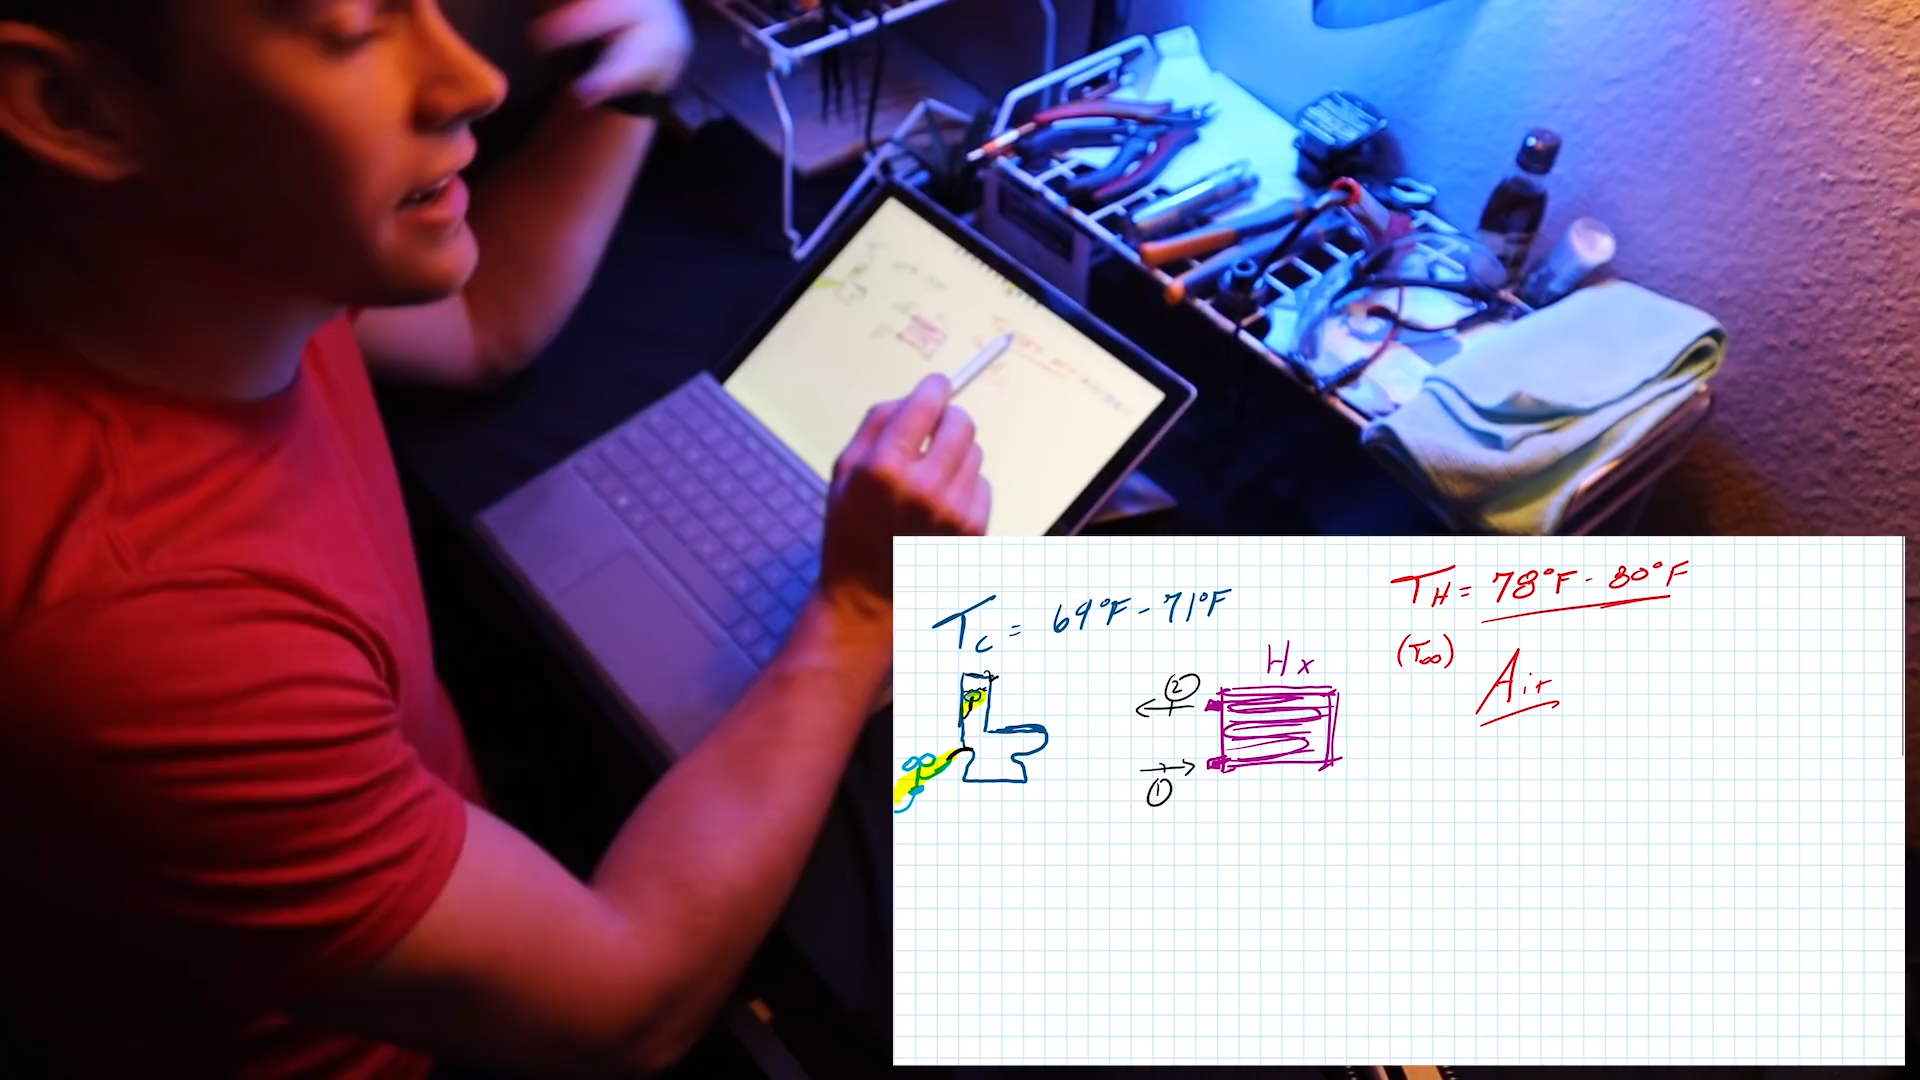 T_C = 69°F - 71°F
T_H = 78°F - 80°F
(T∞)
Air
Hx
2
1